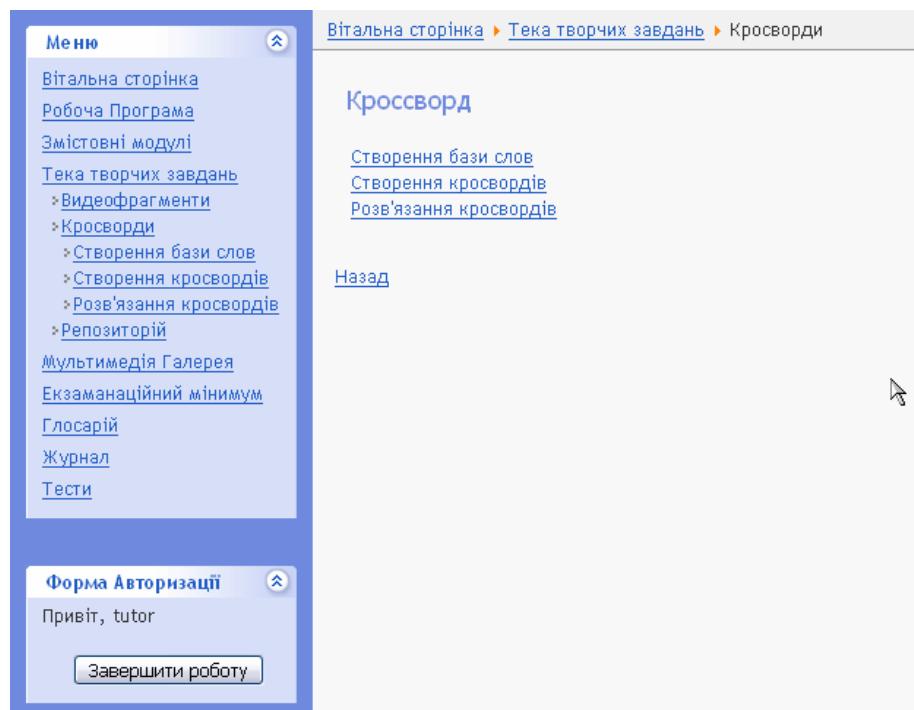 Меню
Вітальна сторінка
Робоча Програма
Змістовні модулі
Тека творчих завдань
Видеофрагменти
Кросворди
Створення бази слов
Створення кросвордів
Розв'язання кросвордів
Репозиторій
Мультимедія Галерея
Екзаманаційний мінимум
Глосарій
Журнал
Тести
Форма Авторизації
Привіт, tutor
Завершити роботу
Вітальна сторінка Тека творчих завдань Кросворди
Кроссворд
Створення бази слов
Створення кросвордів
Розв'язання кросвордів
Назад